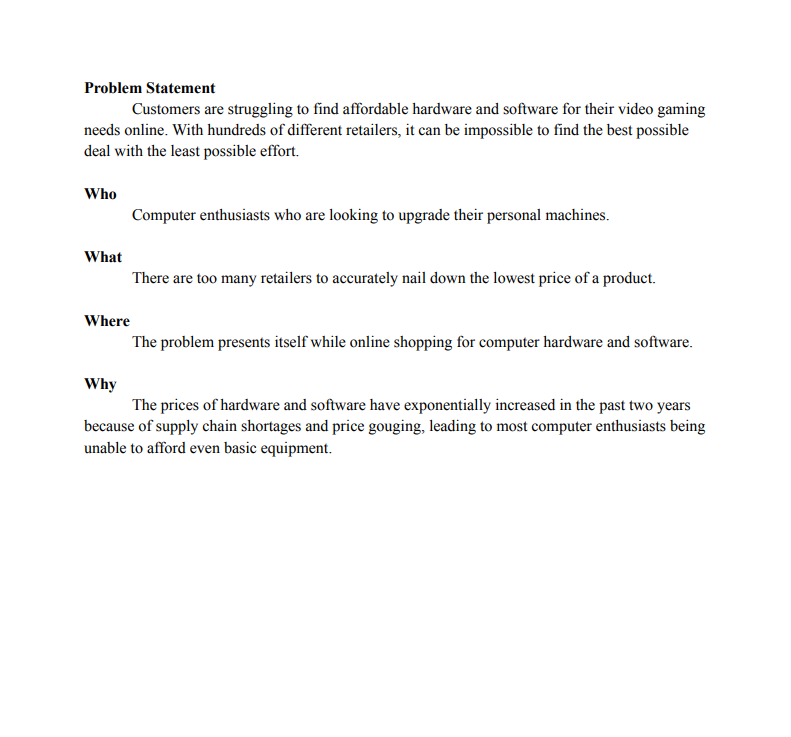 Problem Statement
Customers are struggling to find affordable hardware and software for their video gaming
needs online. With hundreds of different retailers, it can be impossible to find the best possible
deal with the least possible effort.
Who
Computer enthusiasts who are looking to upgrade their personal machines.
What
There are too many retailers to accurately nail down the lowest price of a product.
Where
The problem presents itself while online shopping for computer hardware and software.
Why
The prices of hardware and software have exponentially increased in the past two years
because of supply chain shortages and price gouging, leading to most computer enthusiasts being
unable to afford even basic equipment.